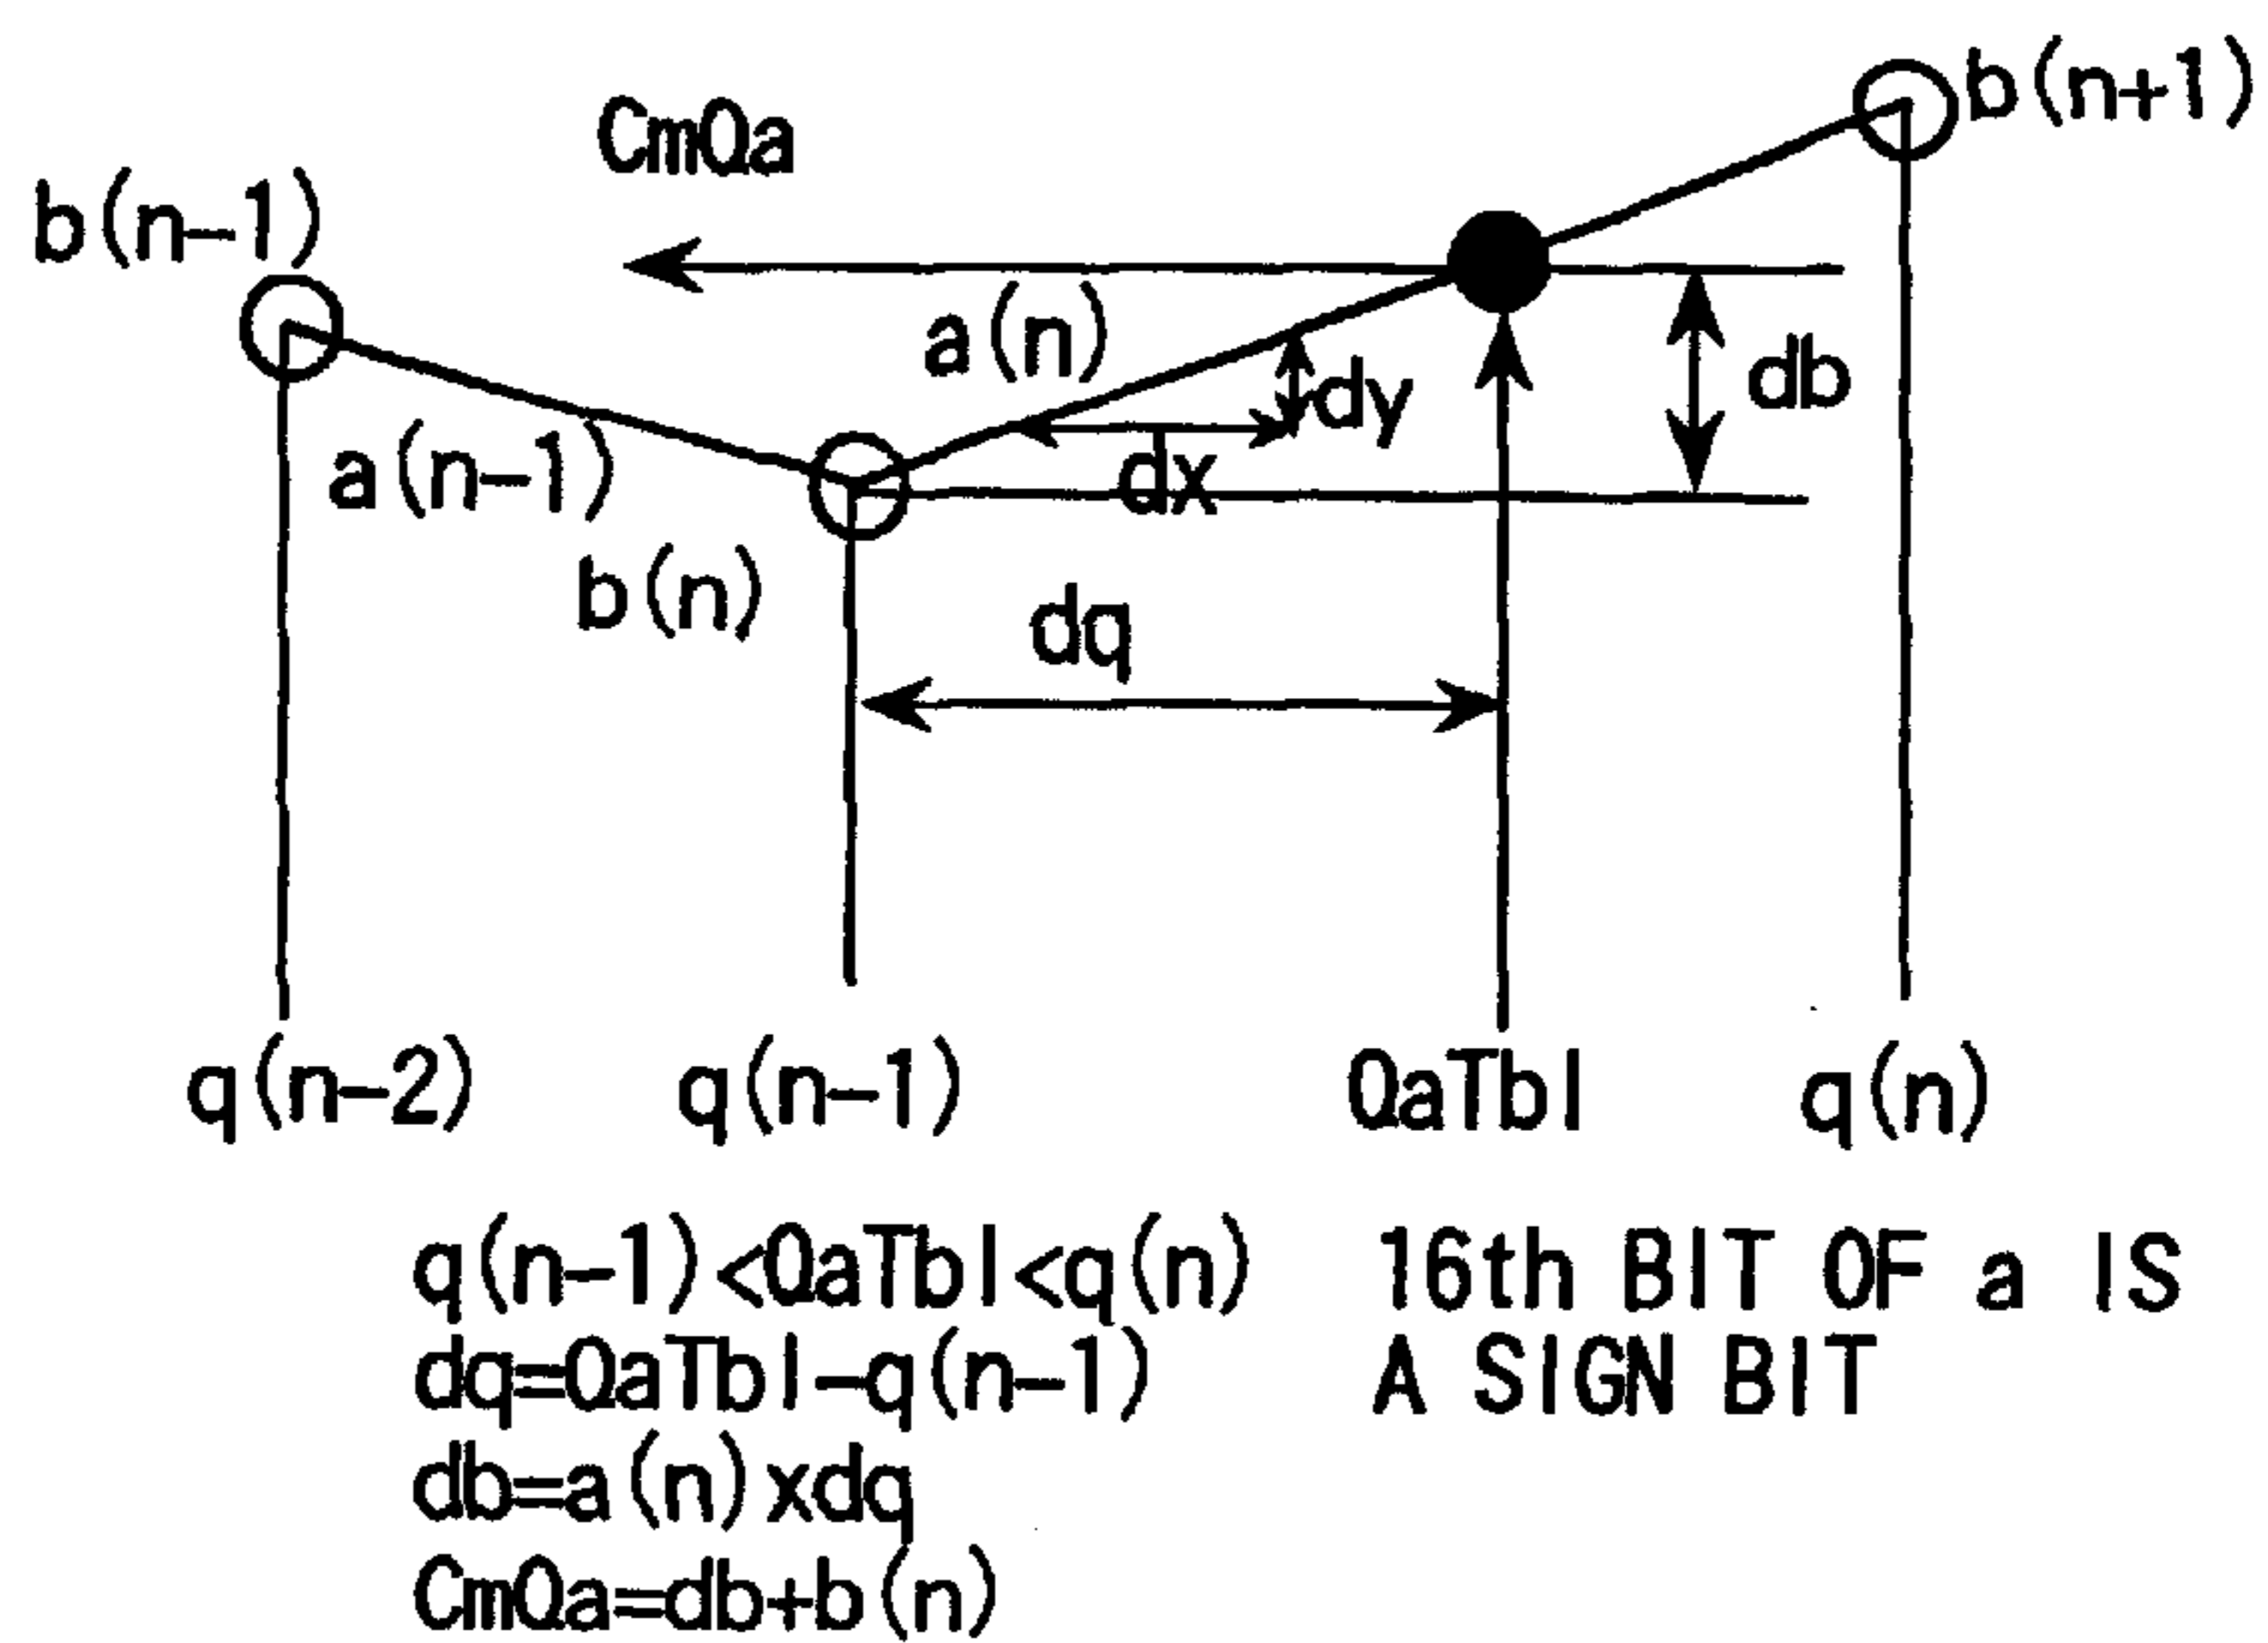 b(n+1)
CmQa
b(n-1)
a(n)
dy
db
a(n-1)
dx
b(n)
dq
q(n-2)
q(n-1)
QaTbl
q(n)
q(n-1)<QaTbl<q(n)
dq=QaTbl-q(n-1)
db=a(n)xdq
CmQa=db+b(n)
16th BIT OF a IS
A SIGN BIT